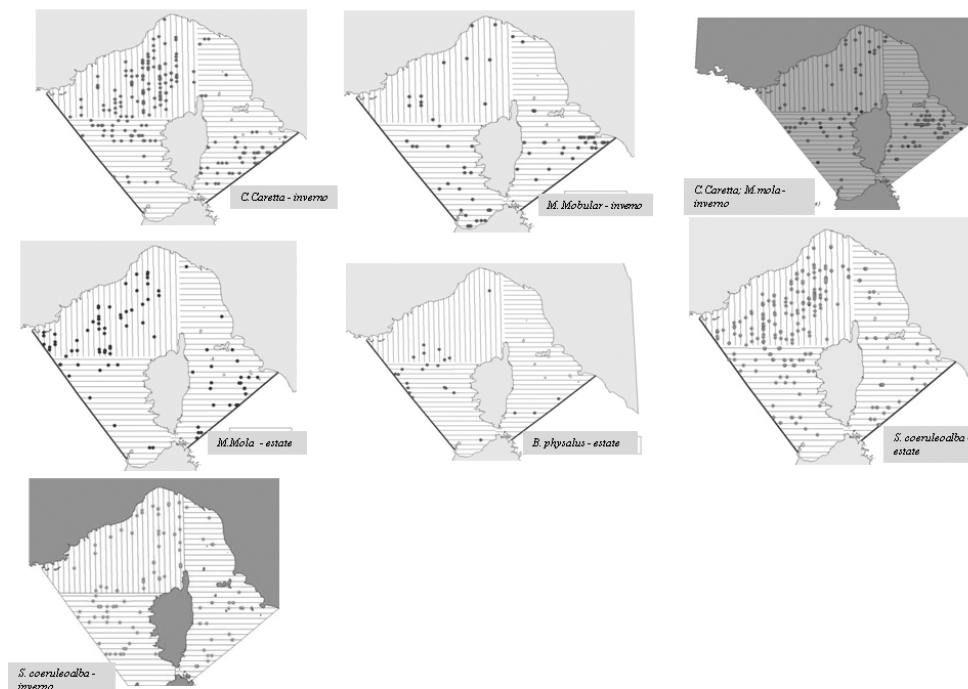 C. Caretta - inverno
M. Mobular - inverno
C. Caretta; M.mola-
inverno
M.Mola - estate
B. physalus - estate
S. coeruleoalba -
estate
S. coeruleoalba -
inverno